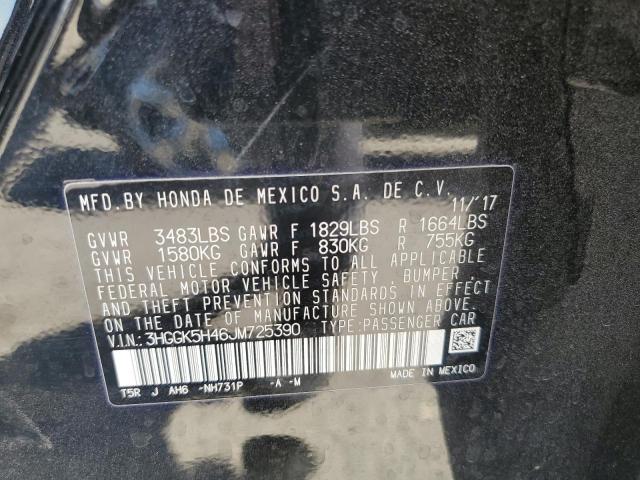 MFD.BY HONDA DE MEXICO S.A. DE C.V.
11/'17
GVWR 3483LBS GAWR F 1829LBS R 1664LBS
GVWR 1580KG GAWR F 830KG R 755KG
THIS VEHICLE CONFORMS TO ALL APPLICABLE
FEDERAL MOTOR VEHICLE SAFETY, BUMPER,
AND THEFT PREVENTION STANDARDS IN EFFECT
ON THE DATE OF MANUFACTURE SHOWN ABOVE.
V.I.N: 3HGGK5H46JM725390 TYPE:PASSENGER CAR
T5R J AH6 -NH731P -A -M
MADE IN MEXICO